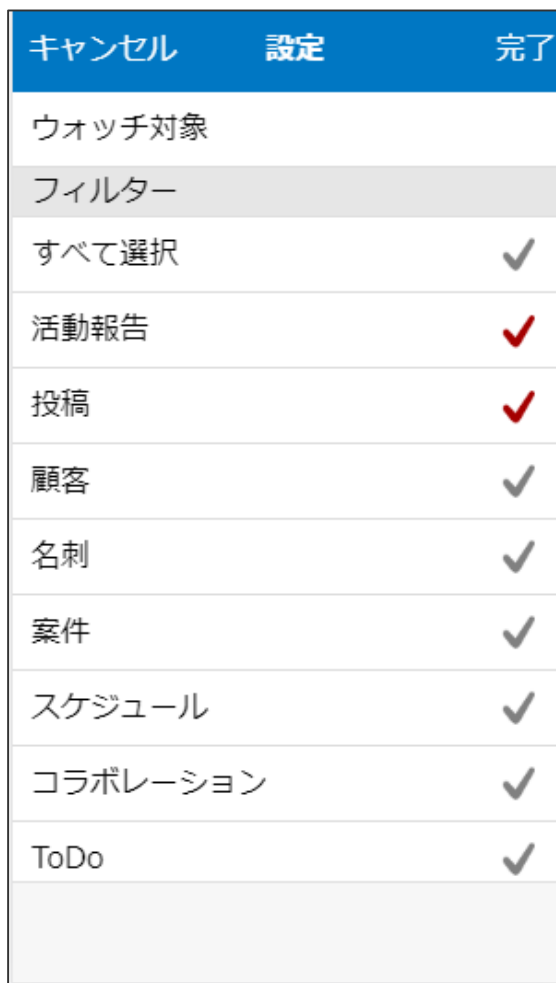 キャンセル 設定 完了
ウォッチ対象
フィルター
すべて選択
活動報告
投稿
顧客
名刺
案件
スケジュール
コラボレーション
ToDo